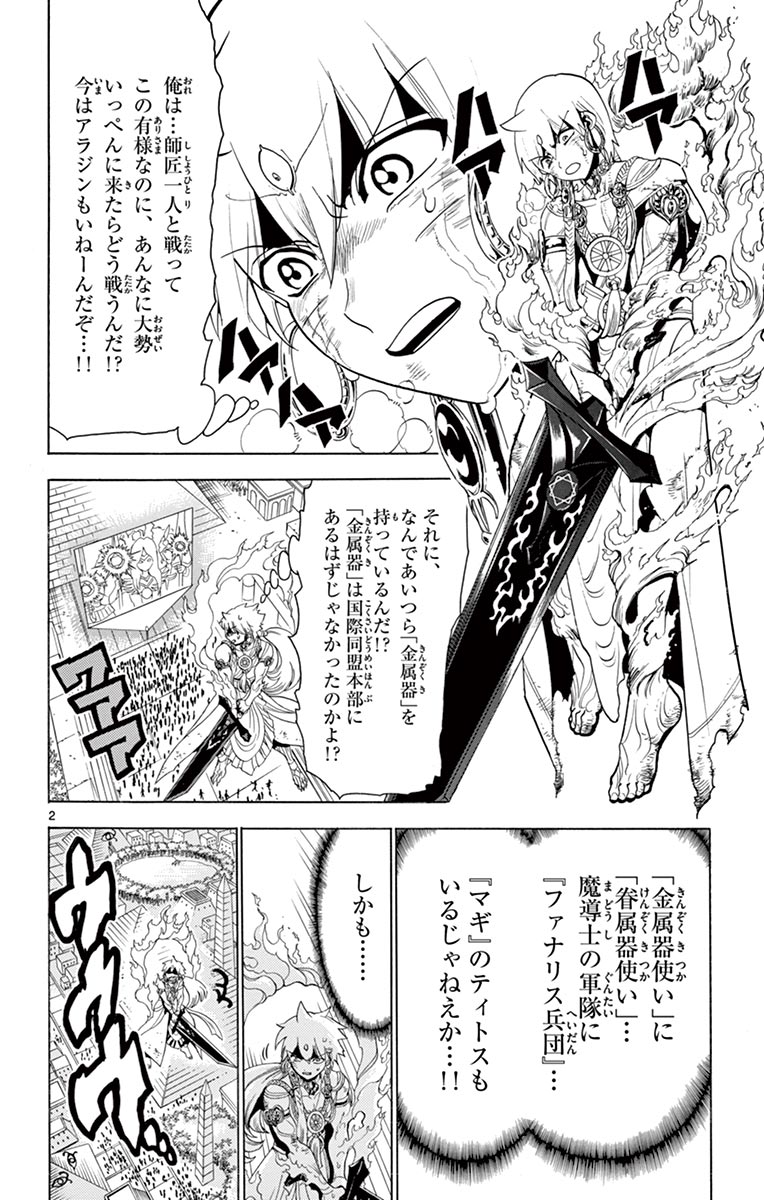 俺は…師匠一人と戦って
この有様なのに、あんなに大勢
いっぺんに来たらどう戦うんだ!?
今はアラジンもいねーんだぞ…!!
ハァ
ハァ
ハァ
ハァ
それに、
なんであいつら「金属器」を
持っているんだ!?
「金属器」は国際同盟本部に
あるはずじゃなかったのかよ!?
ワァァァ
「金属器使い」に
「眷属器使い」…
魔導士の軍隊に
『ファナリス兵団』…
『マギ』のティトスも
いるじゃねえか…!!
しかも……
2